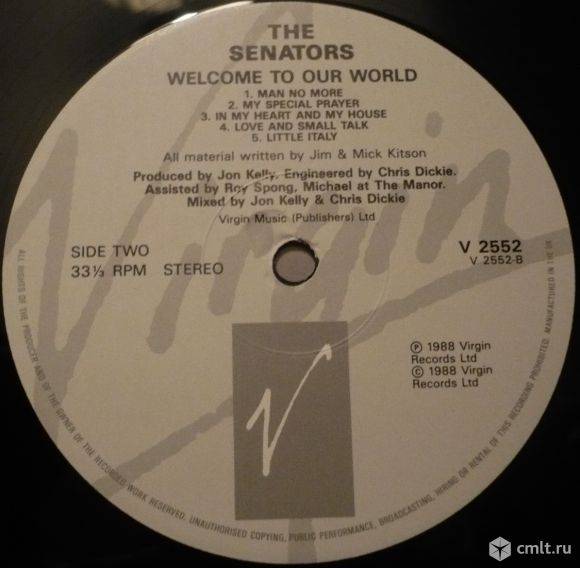 THE
SENATORS
WELCOME TO OUR WORLD
1. MAN NO MORE
2. MY SPECIAL PRAYER
3. IN MY HEART AND MY HOUSE
4. LOVE AND SMALL TALK
5. LITTLE ITALY
All material written by Jim & Mick Kitson
Produced by Jon Kelly. Engineered by Chris Dickie.
Assisted by Roy Spong, Michael at The Manor.
Mixed by Jon Kelly & Chris Dickie
Virgin Music (Publishers) Ltd
SIDE TWO
33⅓ RPM STEREO
V 2552
V 2552-B
Ⓟ 1988 Virgin
Records Ltd
© 1988 Virgin
Records Ltd
Virgin
V
ALL RIGHTS OF THE PRODUCER AND OF THE OWNER OF THE RECORDED WORK RESERVED. UNAUTHORISED COPYING, PUBLIC PERFORMANCE, BROADCASTING, HIRING OR RENTAL OF THIS RECORDING PROHIBITED. MANUFACTURED IN THE UK
cmlt.ru